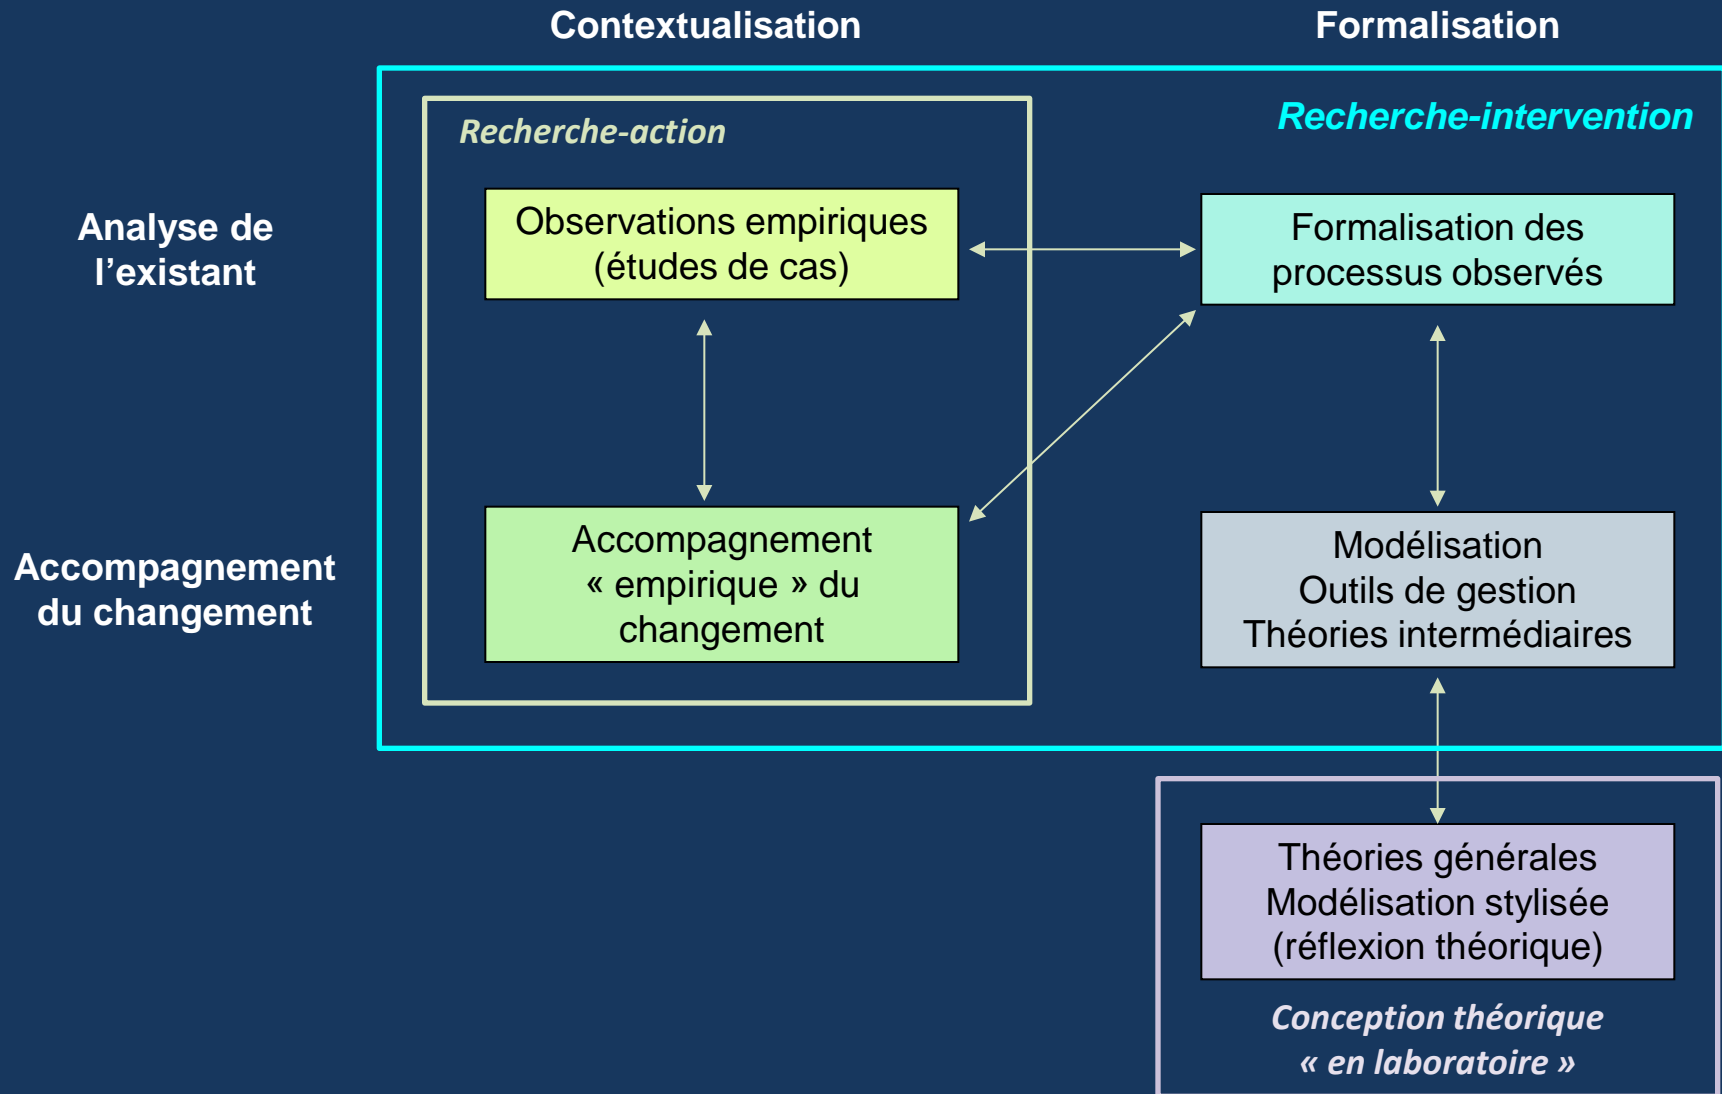 Contextualisation
Formalisation
Recherche-action
Recherche-intervention
Analyse de
l’existant
Observations empiriques
(études de cas)
Formalisation des
processus observés
Accompagnement
du changement
Accompagnement
« empirique » du
changement
Modélisation
Outils de gestion
Théories intermédiaires
Théories générales
Modélisation stylisée
(réflexion théorique)
Conception théorique
« en laboratoire »